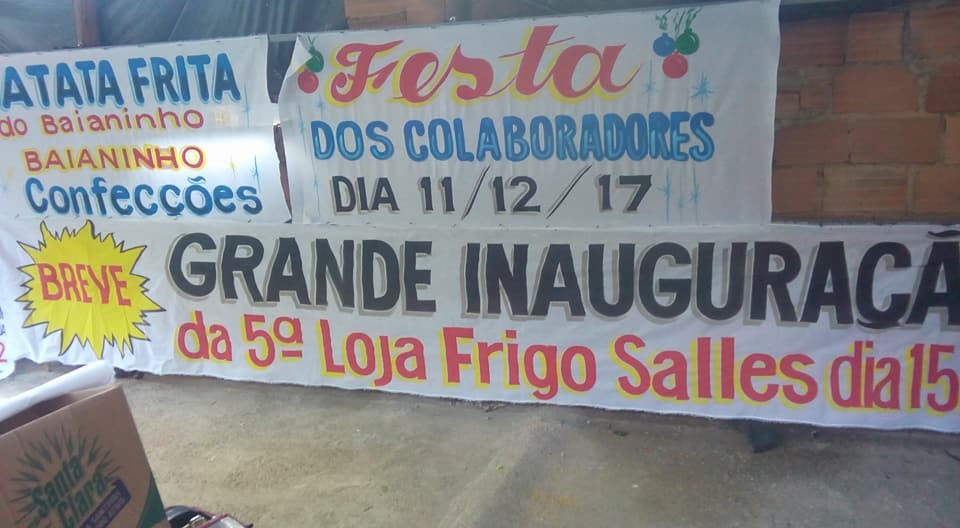 ATATA FRITA
do Baianinho
BAIANINHO
Confecções
Festa
DOS COLABORADORES
DIA 11/12/17
BREVE
GRANDE INAUGURAÇÃ
da 5ª Loja Frigo Salles dia 15
2
Santa
Clara